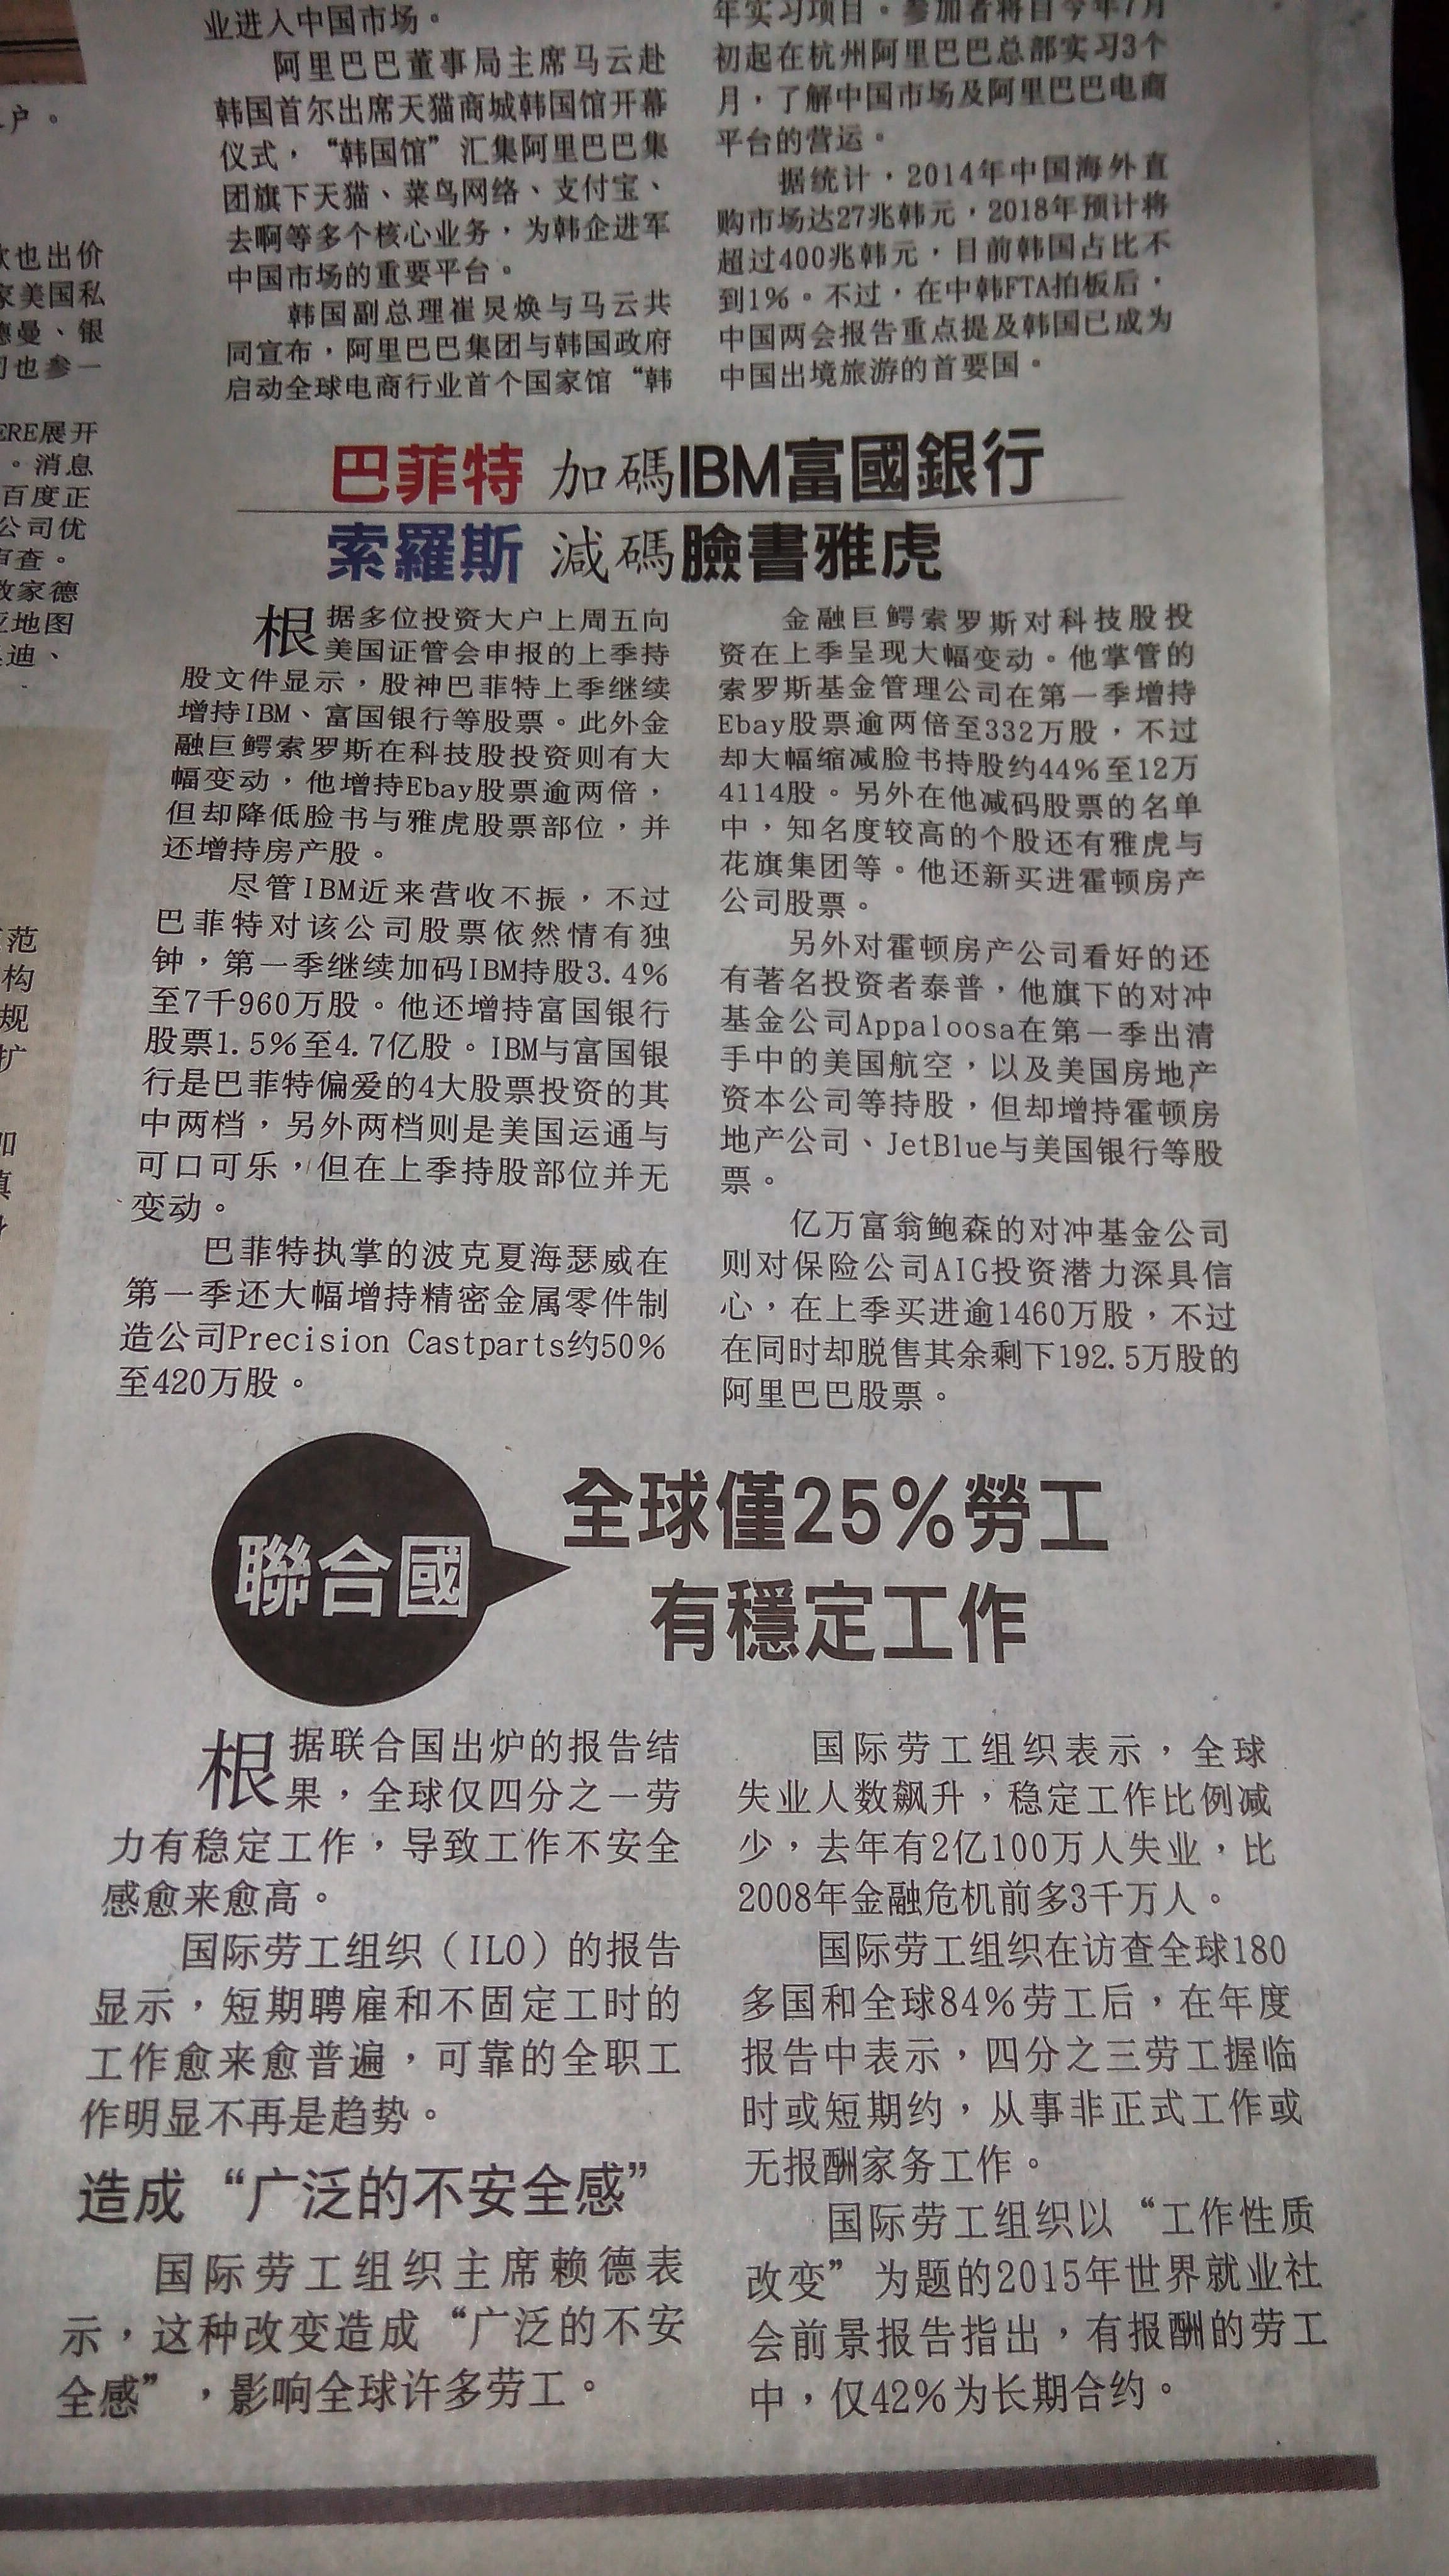 户。
也出价
家美国私
德曼、银
司也参一
ERE展开
。消息
百度正
公司优
查。
数家德
地图
迪、
范
构
规
扩
业进入中国市场。
阿里巴巴董事局主席马云赴
韩国首尔出席天猫商城韩国馆开幕
仪式，“韩国馆”汇集阿里巴巴集
团旗下天猫、菜鸟网络、支付宝、
去啊等多个核心业务，为韩企进军
中国市场的重要平台。
韩国副总理崔炅焕与马云共
同宣布，阿里巴巴集团与韩国政府
启动全球电商行业首个国家馆“韩
年实习项目。参加者将自今年7月
初起在杭州阿里巴巴总部实习3个
月，了解中国市场及阿里巴巴电商
平台的营运。
据统计，2014年中国海外直
购市场达27兆韩元，2018年预计将
超过400兆韩元，目前韩国占比不
到1%。不过，在中韩FTA拍板后，
中国两会报告重点提及韩国已成为
中国出境旅游的首要国。
巴菲特 加碼IBM富國銀行
索羅斯 減碼臉書雅虎
根据多位投资大户上周五向
美国证管会申报的上季持
股文件显示，股神巴菲特上季继续
增持IBM、富国银行等股票。此外金
融巨鳄索罗斯在科技股投资则有大
幅变动，他增持Ebay股票逾两倍，
但却降低脸书与雅虎股票部位，并
还增持房产股。
尽管IBM近来营收不振，不过
巴菲特对该公司股票依然情有独
钟，第一季继续加码IBM持股3.4%
至7千960万股。他还增持富国银行
股票1.5%至4.7亿股。IBM与富国银
行是巴菲特偏爱的4大股票投资的其
中两档，另外两档则是美国运通与
可口可乐，但在上季持股部位并无
变动。
巴菲特执掌的波克夏海瑟威在
第一季还大幅增持精密金属零件制
造公司Precision Castparts约50%
至420万股。
金融巨鳄索罗斯对科技股投
资在上季呈现大幅变动。他掌管的
索罗斯基金管理公司在第一季增持
Ebay股票逾两倍至332万股，不过
却大幅缩减脸书持股约44%至12万
4114股。另外在他减码股票的名单
中，知名度较高的个股还有雅虎与
花旗集团等。他还新买进霍顿房产
公司股票。
另外对霍顿房产公司看好的还
有著名投资者泰普，他旗下的对冲
基金公司Appaloosa在第一季出清
手中的美国航空，以及美国房地产
资本公司等持股，但却增持霍顿房
地产公司、JetBlue与美国银行等股
票。
亿万富翁鲍森的对冲基金公司
则对保险公司AIG投资潜力深具信
心，在上季买进逾1460万股，不过
在同时却脱售其余剩下192.5万股的
阿里巴巴股票。
聯合國
全球僅25%勞工
有穩定工作
根据联合国出炉的报告结
果，全球仅四分之一劳
力有稳定工作，导致工作不安全
感愈来愈高。
国际劳工组织（ILO）的报告
显示，短期聘雇和不固定工时的
工作愈来愈普遍，可靠的全职工
作明显不再是趋势。
造成“广泛的不安全感”
国际劳工组织主席赖德表
示，这种改变造成“广泛的不安
全感”，影响全球许多劳工。
国际劳工组织表示，全球
失业人数飙升，稳定工作比例减
少，去年有2亿100万人失业，比
2008年金融危机前多3千万人。
国际劳工组织在访查全球180
多国和全球84%劳工后，在年度
报告中表示，四分之三劳工握临
时或短期约，从事非正式工作或
无报酬家务工作。
国际劳工组织以“工作性质
改变”为题的2015年世界就业社
会前景报告指出，有报酬的劳工
中，仅42%为长期合约。